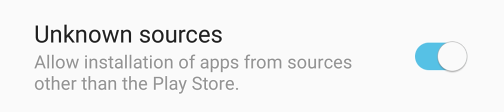 Unknown sources
Allow installation of apps from sources
other than the Play Store.